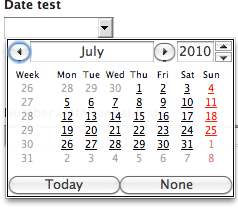 Date test
July 2010
Week Mon Tue Wed Thu Fri Sat Sun
26 28 29 30 1 2 3 4
27 5 6 7 8 9 10 11
28 12 13 14 15 16 17 18
29 19 20 21 22 23 24 25
30 26 27 28 29 30 31 1
31 2 3 4 5 6 7 8
Today None